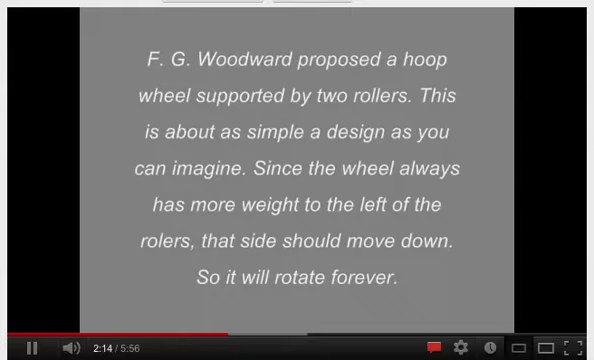 F. G. Woodward proposed a hoop
wheel supported by two rollers. This
is about as simple a design as you
can imagine. Since the wheel always
has more weight to the left of the
rolers, that side should move down.
So it will rotate forever.
2:14 / 5:56